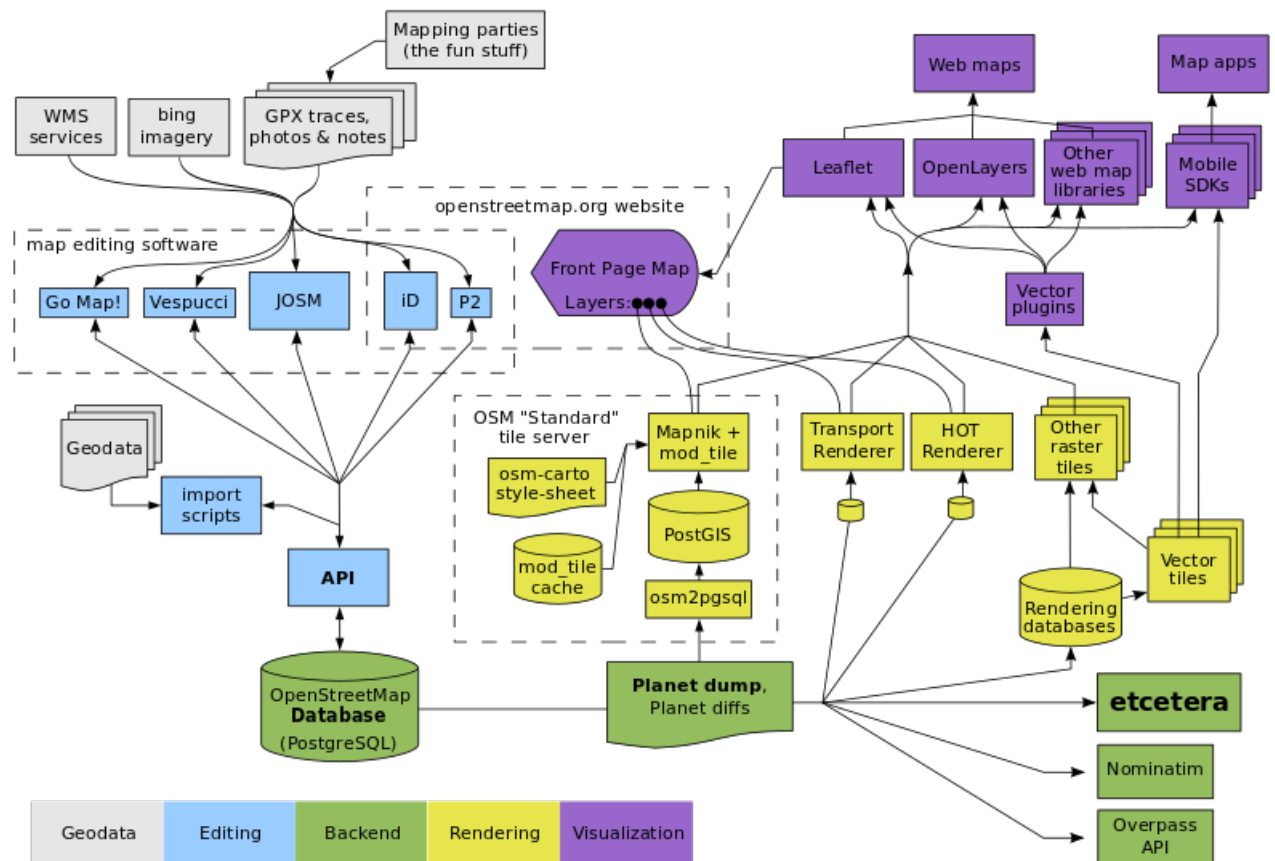 Mapping parties
(the fun stuff)
Web maps
Map apps
WMS
services
bing
imagery
GPX traces,
photos & notes
Leaflet
OpenLayers
Other
web map
libraries
Mobile
SDKs
openstreetmap.org website
map editing software
Front Page Map
Layers:
Go Map!
Vespucci
JOSM
iD
P2
Vector
plugins
OSM "Standard"
tile server
Mapnik +
mod_tile
Transport
Renderer
HOT
Renderer
Other
raster
tiles
Geodata
osm-carto
style-sheet
import
scripts
PostGIS
mod_tile
cache
API
osm2pgsql
Vector
tiles
Rendering
databases
OpenStreetMap
Database
(PostgreSQL)
Planet dump,
Planet diffs
etcetera
Nominatim
Overpass
API
Geodata
Editing
Backend
Rendering
Visualization